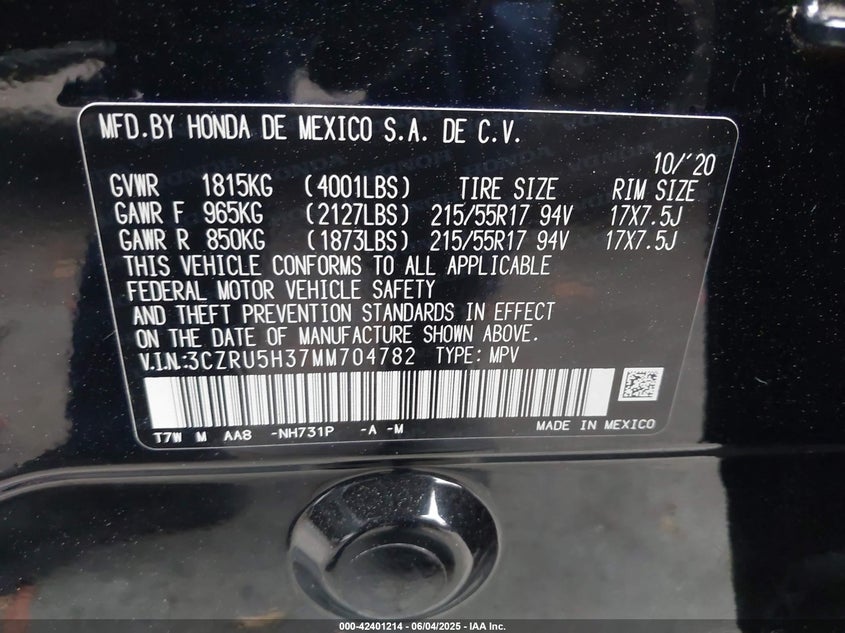 MFD.BY HONDA DE MEXICO S.A. DE C.V.
10/'20
GVWR 1815KG (4001LBS) TIRE SIZE RIM SIZE
GAWR F 965KG (2127LBS) 215/55R17 94V 17X7.5J
GAWR R 850KG (1873LBS) 215/55R17 94V 17X7.5J
THIS VEHICLE CONFORMS TO ALL APPLICABLE
FEDERAL MOTOR VEHICLE SAFETY
AND THEFT PREVENTION STANDARDS IN EFFECT
ON THE DATE OF MANUFACTURE SHOWN ABOVE.
V.I.N.:3CZRU5H37MM704782 TYPE: MPV
T7W M AA8 -NH731P -A -M MADE IN MEXICO
000-42401214 | 06/04/2025 - IAA Inc.